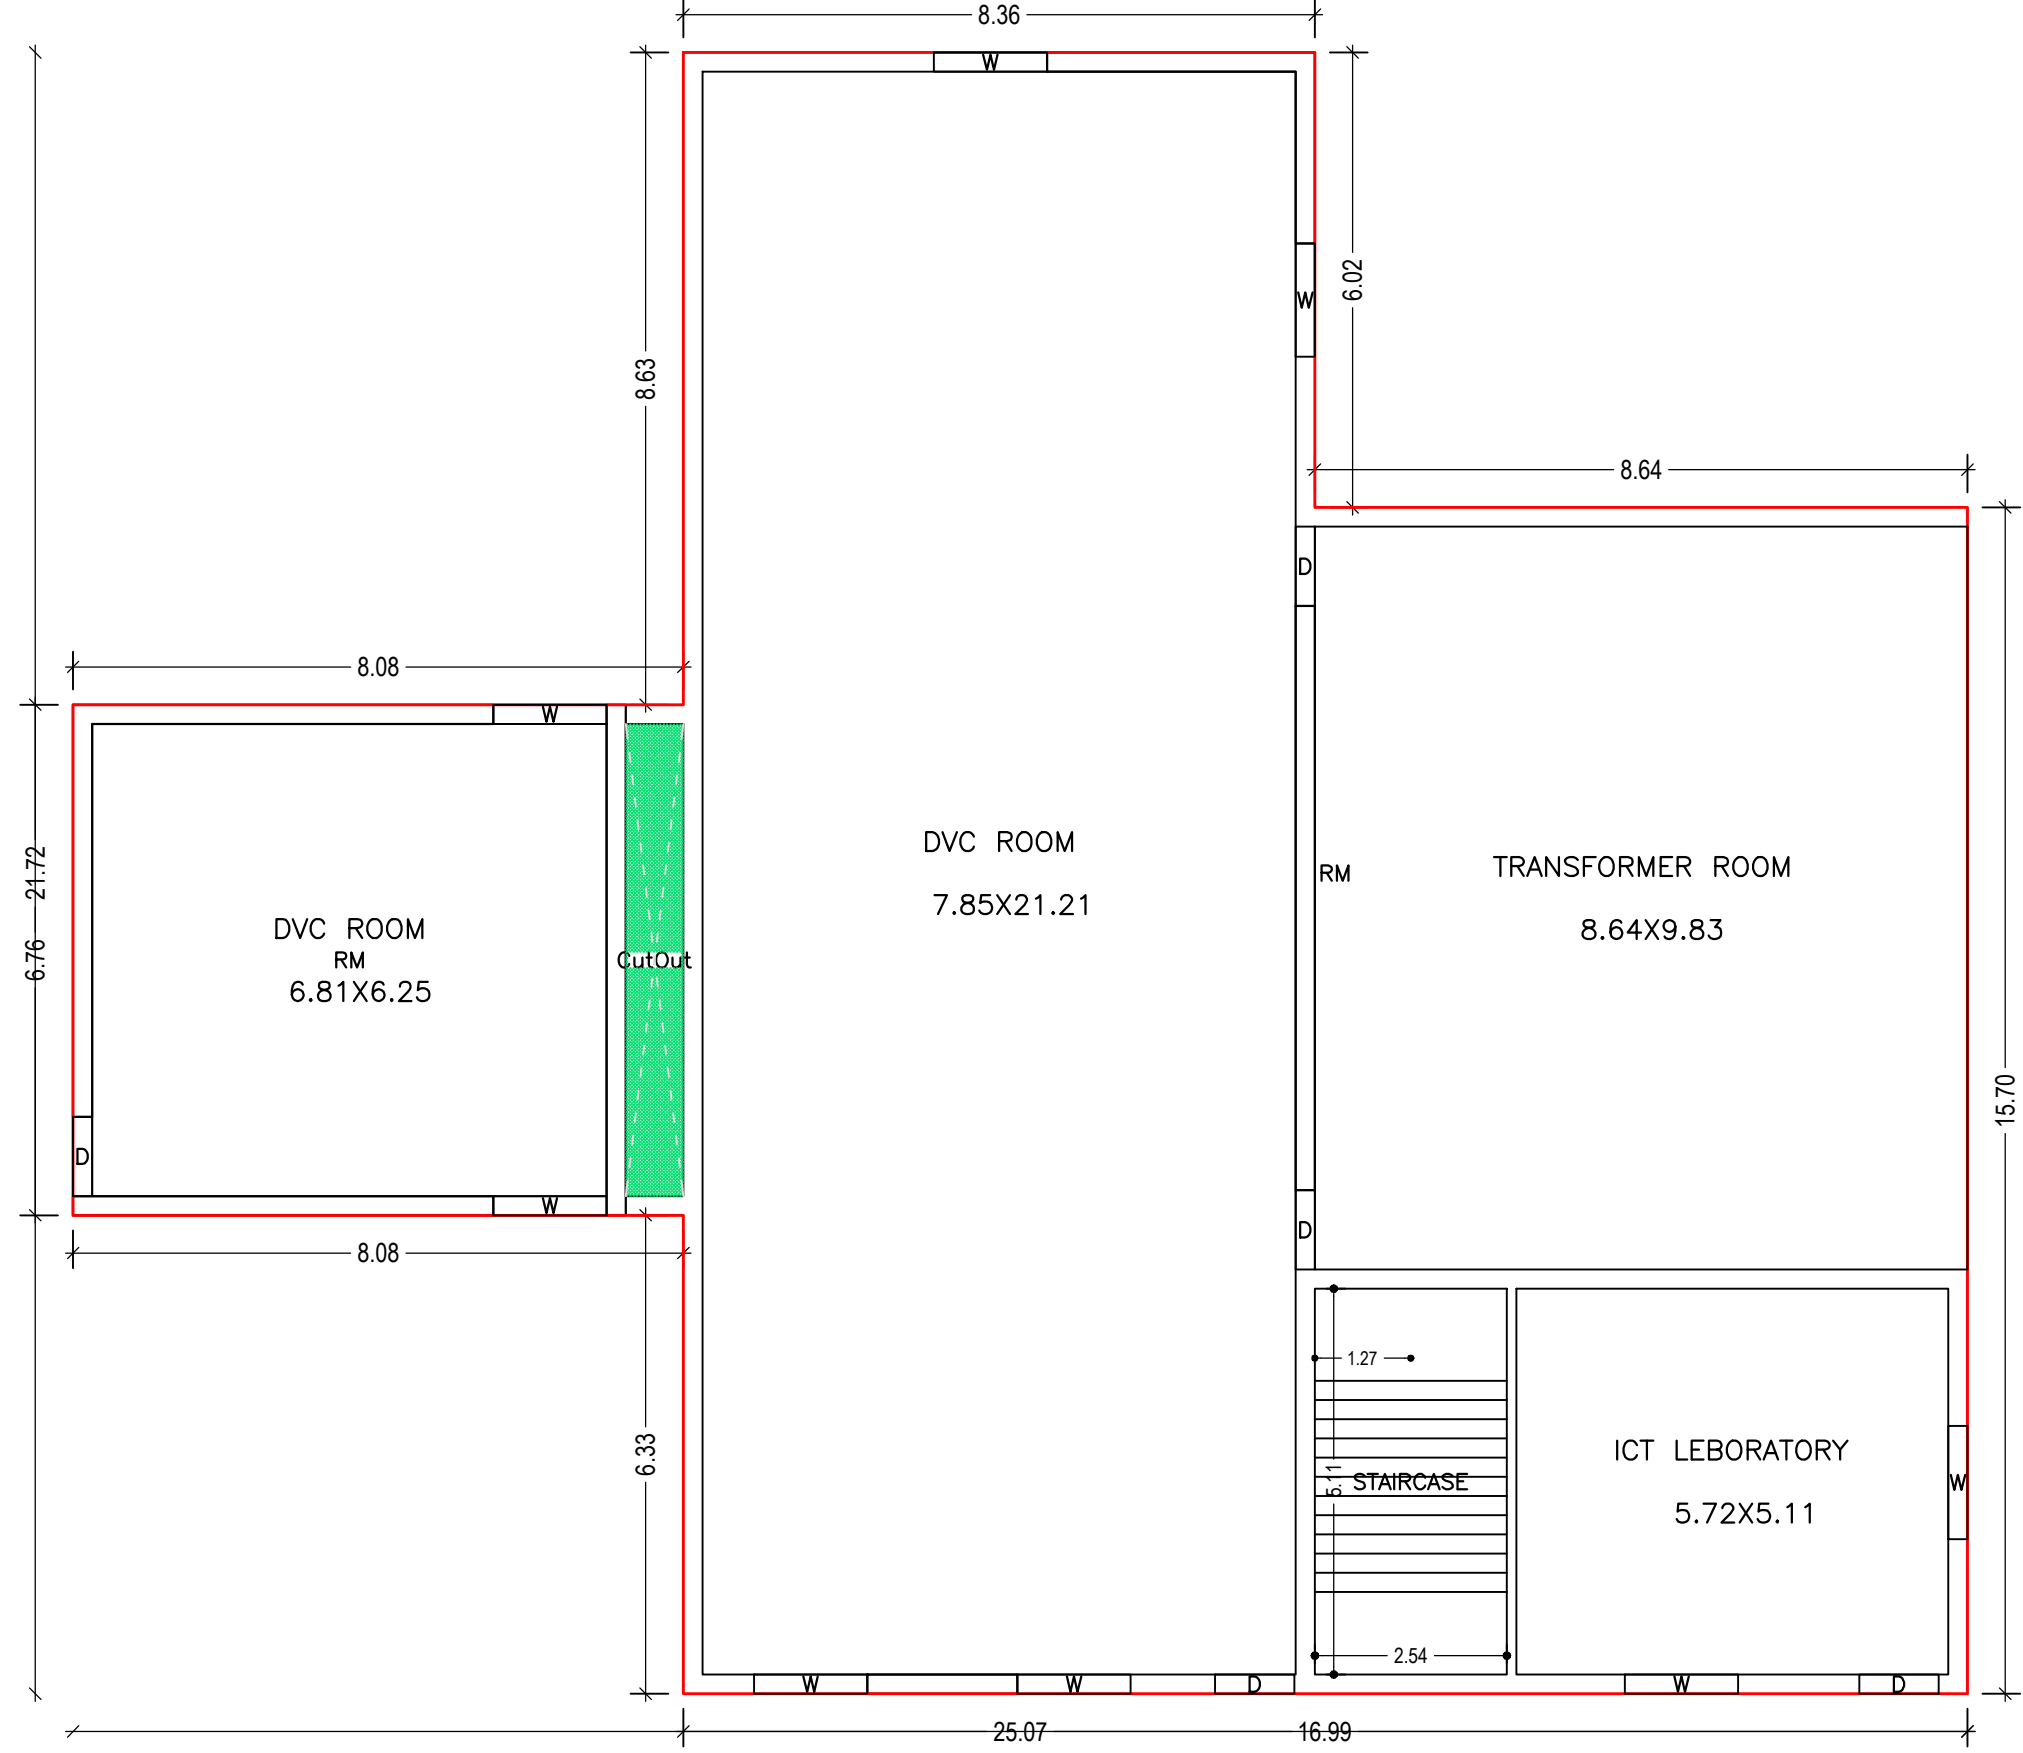 8.36
W
W
6.02
8.63
8.64
D
8.08
W
DVC ROOM
7.85X21.21
TRANSFORMER ROOM
8.64X9.83
RM
21.72
6.76
DVC ROOM
RM
6.81X6.25
CutOut
15.70
D
W
D
8.08
1.27
6.33
5.11
STAIRCASE
ICT LEBORATORY
5.72X5.11
W
2.54
W
W
D
W
D
25.07
16.99